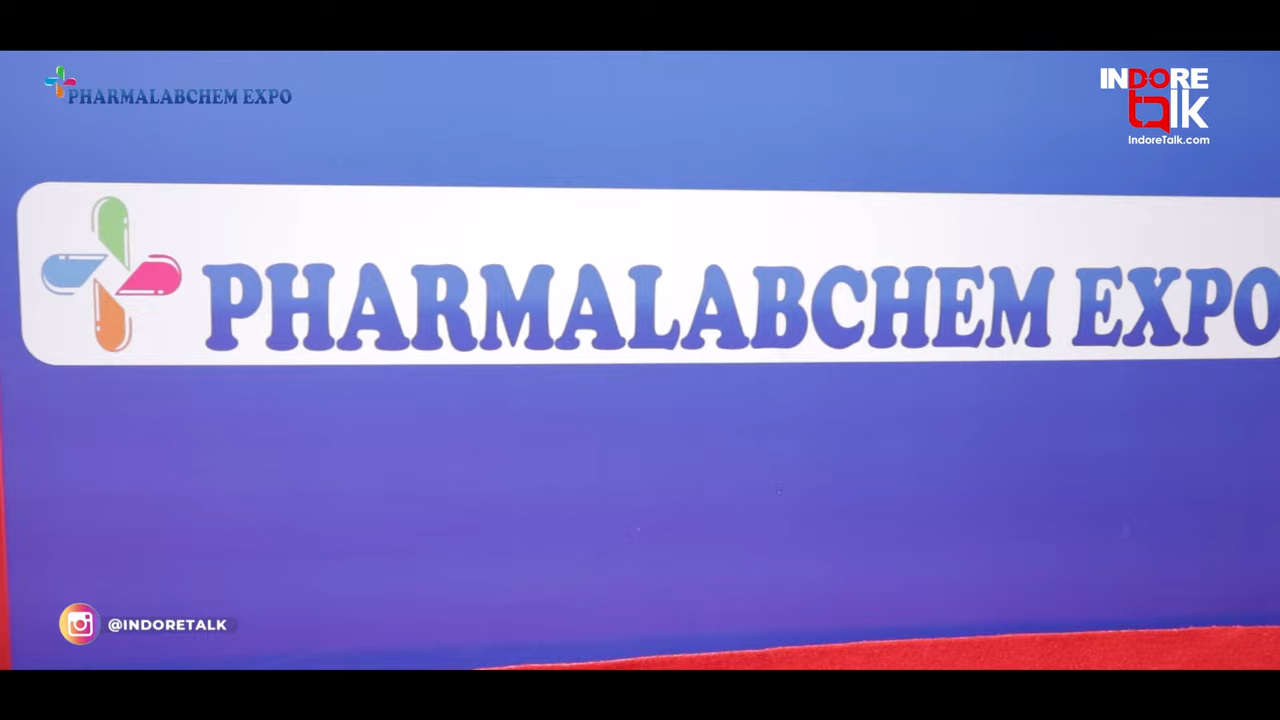 PHARMALABCHEM EXPO
INDORE
talk
IndoreTalk.com
PHARMALABCHEM EXPO
@INDORETALK